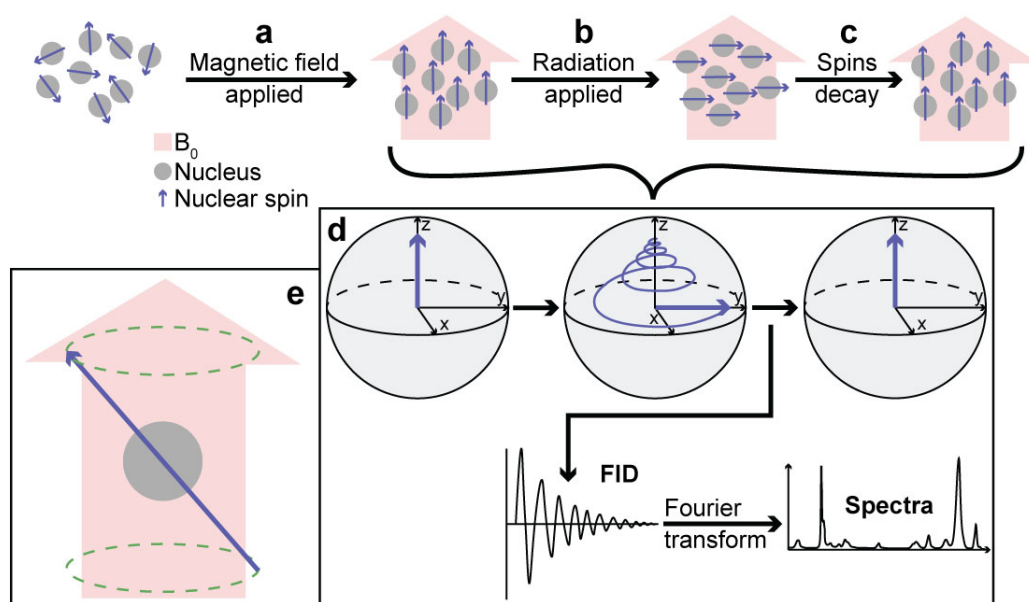 a
Magnetic field
applied
b
Radiation
applied
c
Spins
decay
B₀
Nucleus
Nuclear spin
d
z
y
x
z
y
x
z
y
x
e
FID
Fourier
transform
Spectra